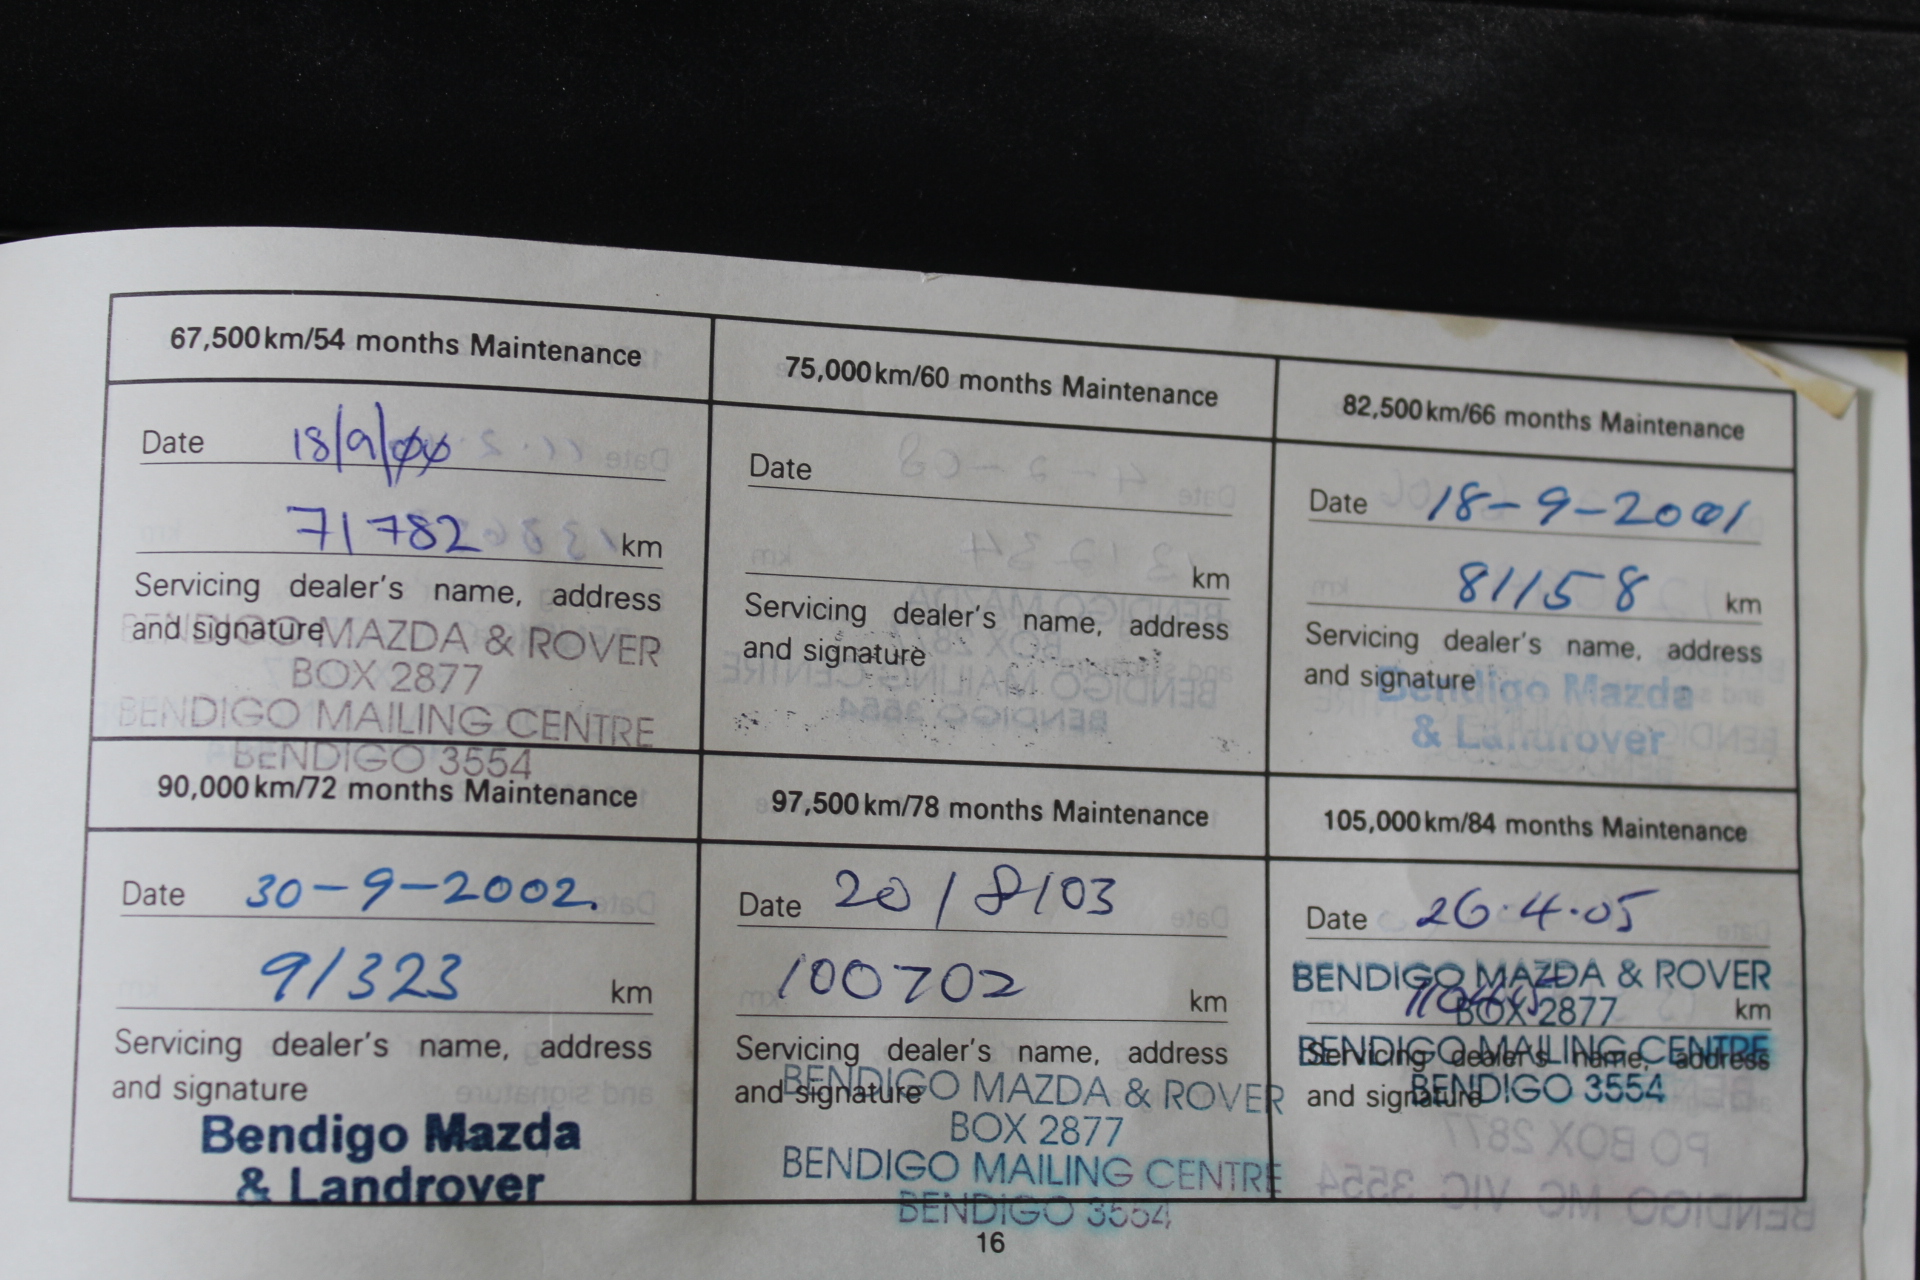 67,500km/54 months Maintenance
Date 18/9/00
71782 km
Servicing dealer's name, address
and signature
BENDIGO MAZDA & ROVER
BOX 2877
BENDIGO MAILING CENTRE
BENDIGO 3554
75,000km/60 months Maintenance
Date
km
Servicing dealer's name, address
and signature
82,500km/66 months Maintenance
Date 18-9-2001
81158 km
Servicing dealer's name, address
and signature
Bendigo Mazda
& Landrover
90,000km/72 months Maintenance
Date 30-9-2002.
91323 km
Servicing dealer's name, address
and signature
Bendigo Mazda
& Landrover
97,500km/78 months Maintenance
Date 20/8/03
100702 km
Servicing dealer's name, address
and signature
BENDIGO MAZDA & ROVER
BOX 2877
BENDIGO MAILING CENTRE
BENDIGO 3554
105,000km/84 months Maintenance
Date 26.4.05
BENDIGO MAZDA & ROVER
BOX 2877
km
BENDIGO MAILING CENTRE
Servicing dealer's name, address
BENDIGO 3554
and signature
16